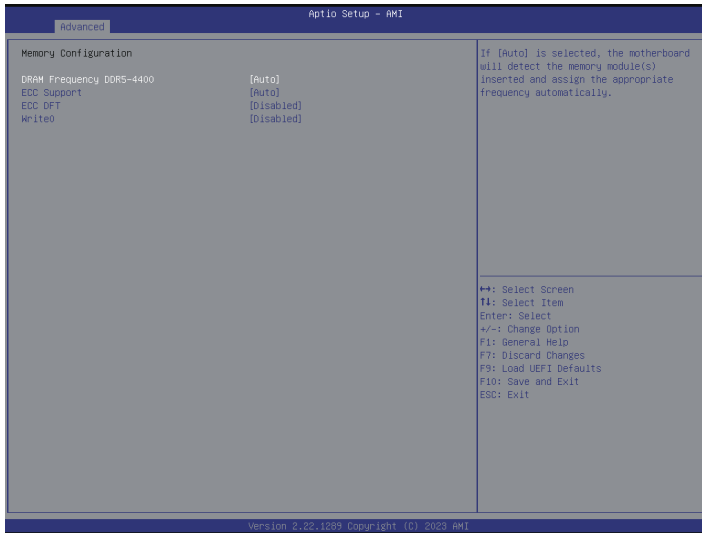 Aptio Setup - AMI
Advanced
Memory Configuration
DRAM Frequency DDR5-4400 [Auto]
ECC Support [Auto]
ECC DFT [Disabled]
Write0 [Disabled]
If [Auto] is selected, the motherboard
will detect the memory module(s)
inserted and assign the appropriate
frequency automatically.
↔: Select Screen
↑↓: Select Item
Enter: Select
+/-: Change Option
F1: General Help
F7: Discard Changes
F9: Load UEFI Defaults
F10: Save and Exit
ESC: Exit
Version 2.22.1289 Copyright (C) 2023 AMI